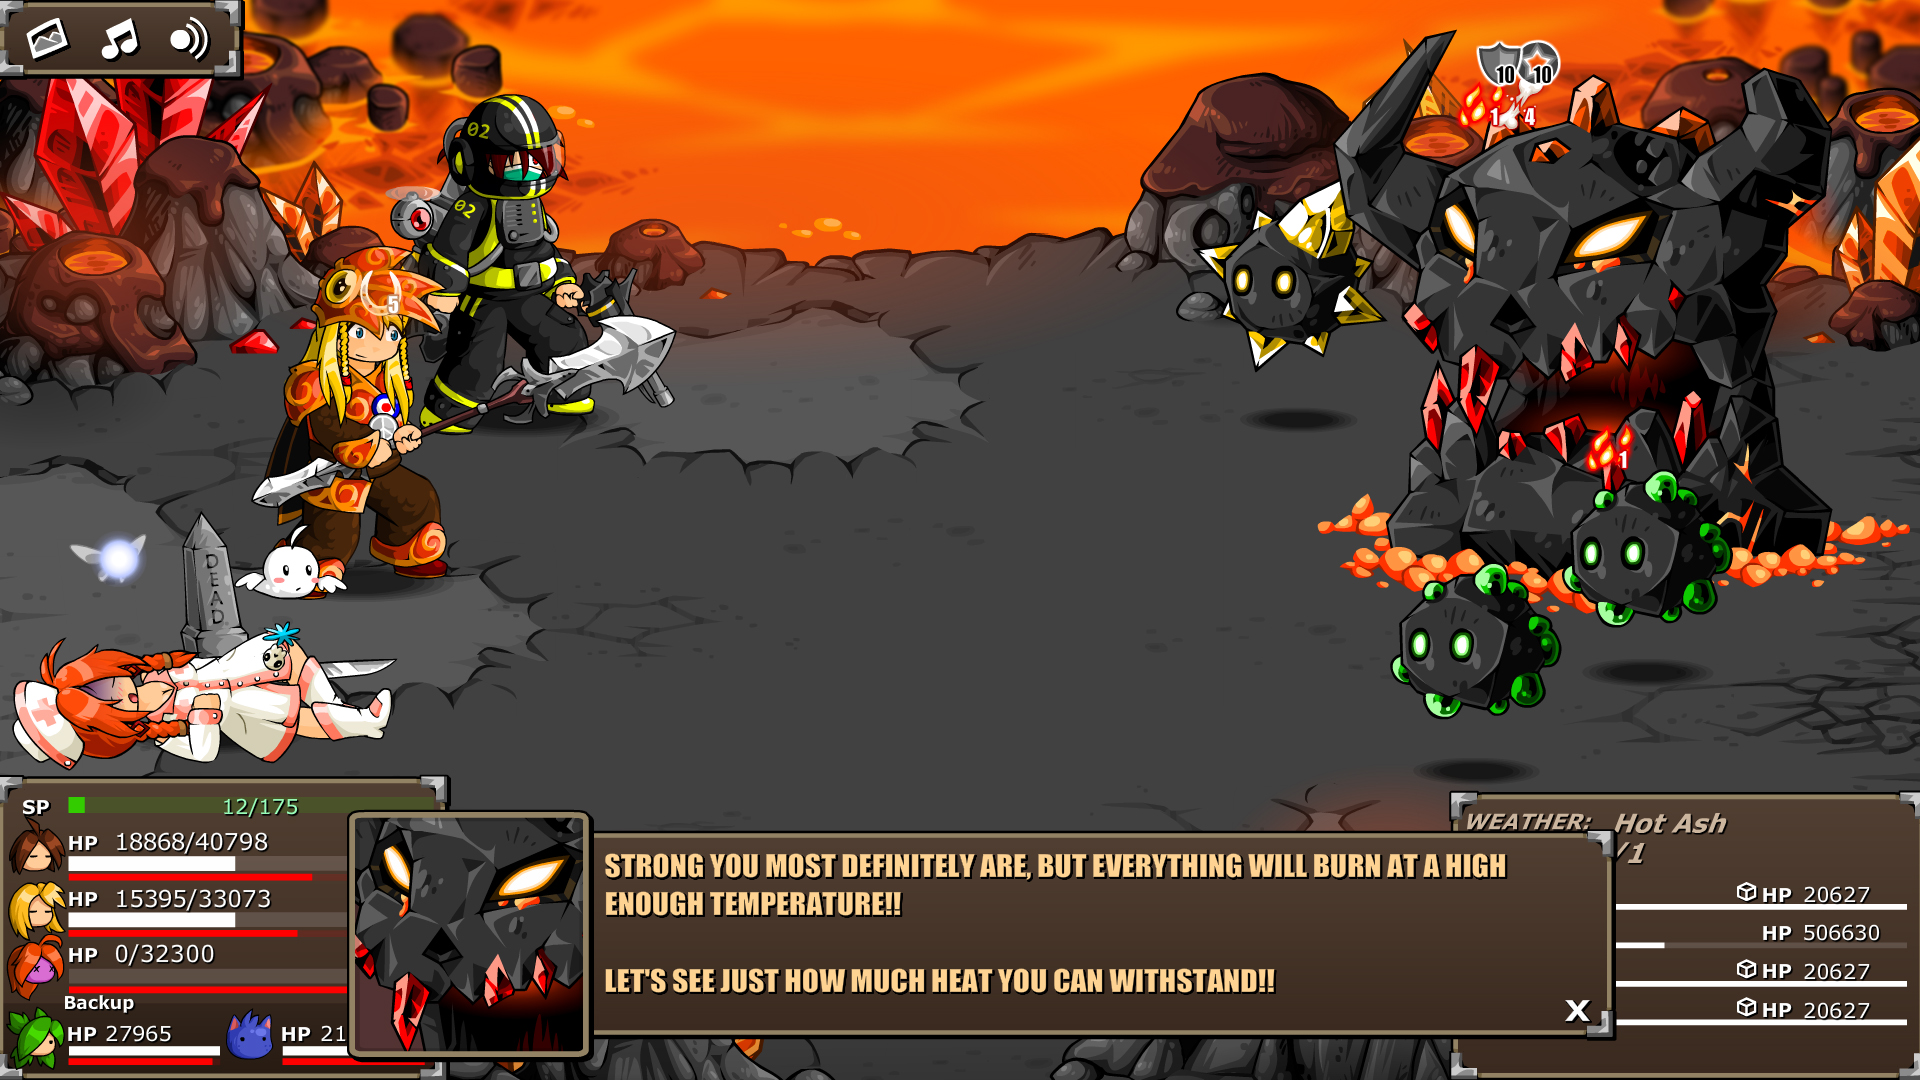 10 10
1 4
02
02
5
1
DEAD
SP 12/175
HP 18868/40798
HP 15395/33073
HP 0/32300
Backup
HP 27965 HP 21
STRONG YOU MOST DEFINITELY ARE, BUT EVERYTHING WILL BURN AT A HIGH
ENOUGH TEMPERATURE!!
LET'S SEE JUST HOW MUCH HEAT YOU CAN WITHSTAND!!
X
WEATHER: Hot Ash
/1
HP 20627
HP 506630
HP 20627
HP 20627